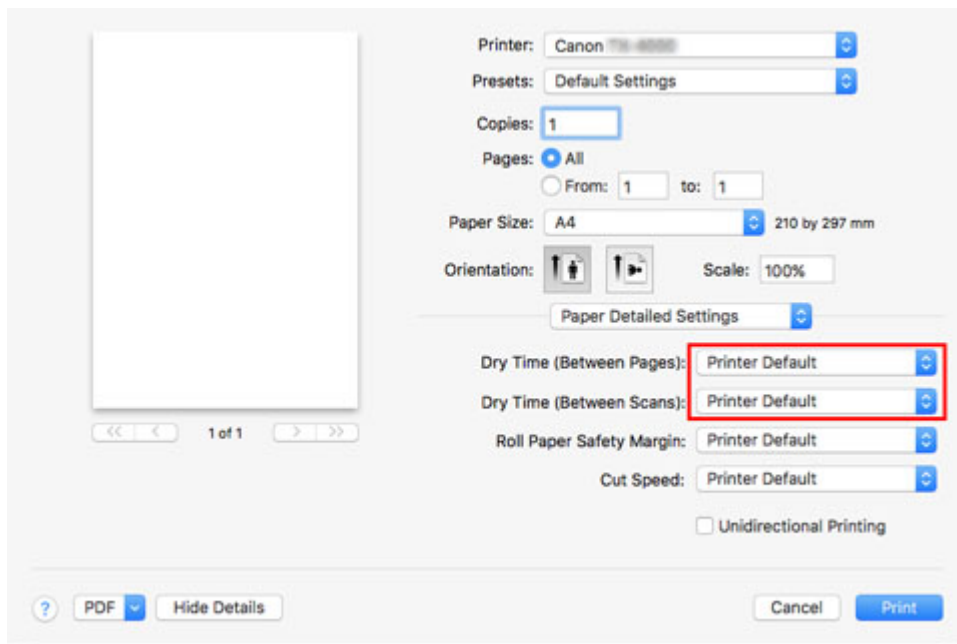 Printer: Canon
Presets: Default Settings
Copies: 1
Pages: All
From: 1 to: 1
Paper Size: A4 210 by 297 mm
Orientation: Scale: 100%
Paper Detailed Settings
Dry Time (Between Pages): Printer Default
Dry Time (Between Scans): Printer Default
Roll Paper Safety Margin: Printer Default
Cut Speed: Printer Default
Unidirectional Printing
<< < 1 of 1 > >>
? PDF Hide Details Cancel Print